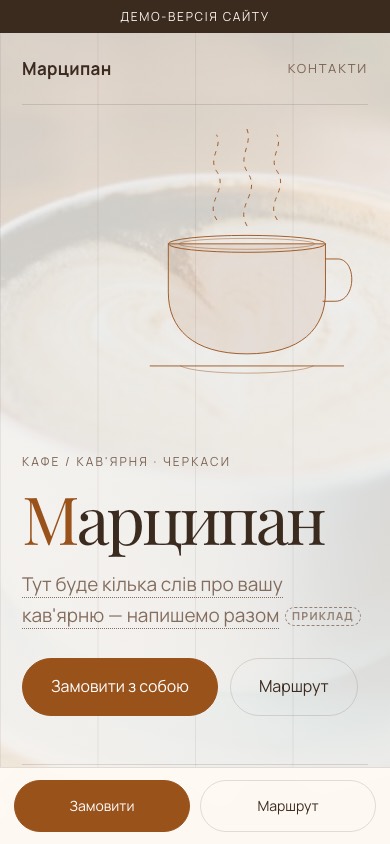 ДЕМО-ВЕРСІЯ САЙТУ
Марципан
КОНТАКТИ
КАФЕ / КАВ'ЯРНЯ · ЧЕРКАСИ
Марципан
Тут буде кілька слів про вашу
кав'ярню — напишемо разом ПРИКЛАД
Замовити з собою
Маршрут
Замовити
Маршрут